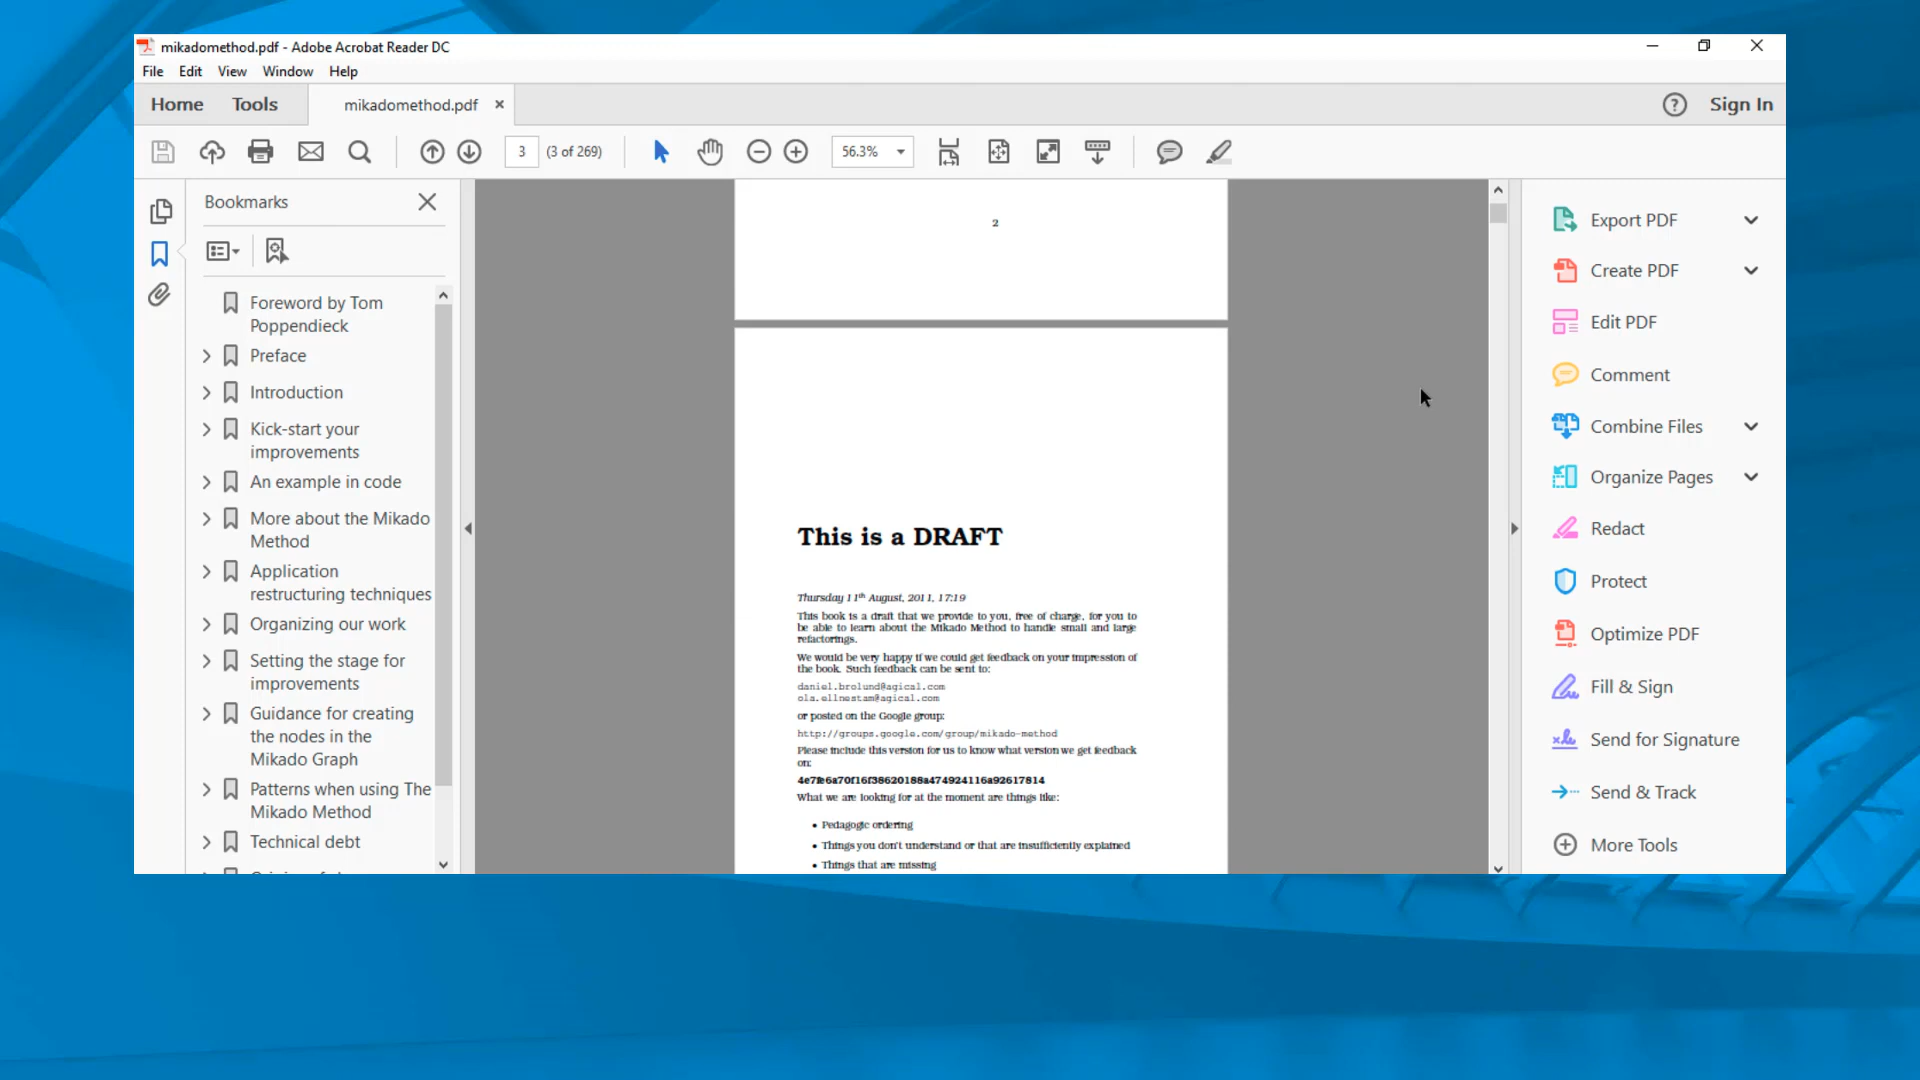 mikadomethod.pdf - Adobe Acrobat Reader DC
File Edit View Window Help
Home Tools mikadomethod.pdf
Sign In
3 (3 of 269) 56.3%
Bookmarks
Foreword by Tom
Poppendieck
Preface
Introduction
Kick-start your
improvements
An example in code
More about the Mikado
Method
Application
restructuring techniques
Organizing our work
Setting the stage for
improvements
Guidance for creating
the nodes in the
Mikado Graph
Patterns when using The
Mikado Method
Technical debt
2
This is a DRAFT
Thursday 11th August, 2011, 17:19
This book is a draft that we provide to you, free of charge, for you to
be able to learn about the Mikado Method to handle small and large
refactorings.
We would be very happy if we could get feedback on your impression of
the book. Such feedback can be sent to:
daniel.brolund@agical.com
ola.ellnestam@agical.com
or posted on the Google group:
http://groups.google.com/group/mikado-method
Please include this version for us to know what version we get feedback
on:
4e7fe6a70f16f38620188a474924116a92617814
What we are looking for at the moment are things like:
• Pedagogic ordering
• Things you don't understand or that are insufficiently explained
• Things that are missing
Export PDF
Create PDF
Edit PDF
Comment
Combine Files
Organize Pages
Redact
Protect
Optimize PDF
Fill & Sign
Send for Signature
Send & Track
More Tools